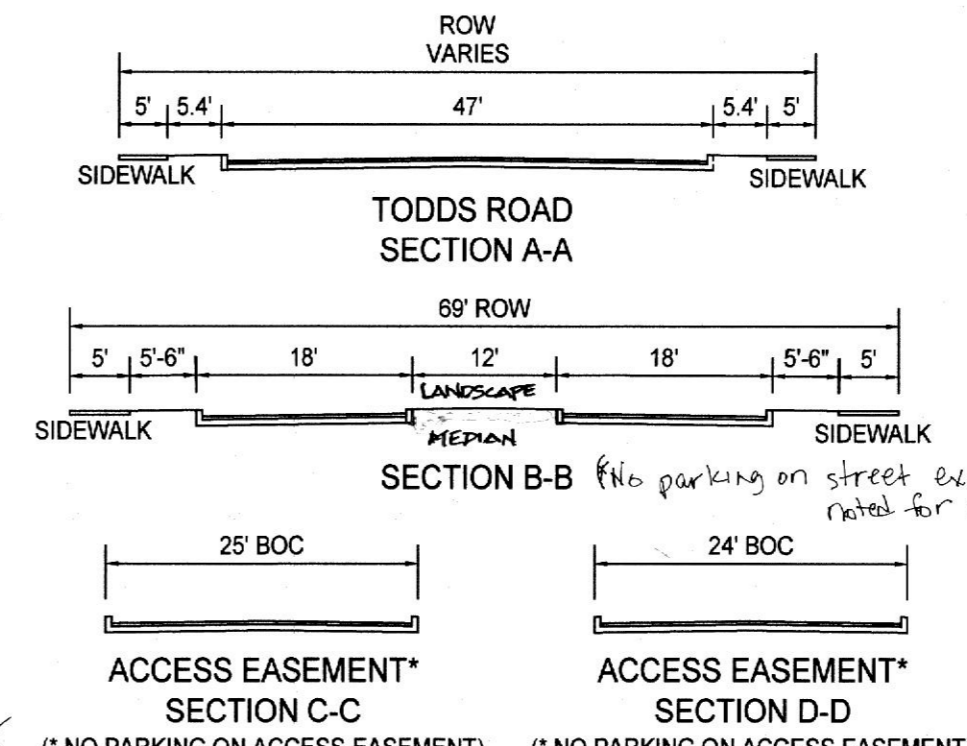 ROW
VARIES
5' 5.4' 47' 5.4' 5'
SIDEWALK SIDEWALK
TODDS ROAD
SECTION A-A
69' ROW
5' 5'-6" 18' 12' 18' 5'-6" 5'
LANDSCAPE
SIDEWALK MEDIAN SIDEWALK
SECTION B-B *No parking on street
noted for
25' BOC 24' BOC
ACCESS EASEMENT* ACCESS EASEMENT*
SECTION C-C SECTION D-D
(* NO PARKING ON ACCESS EASEMENT) (* NO PARKING ON ACCESS EASEMENT